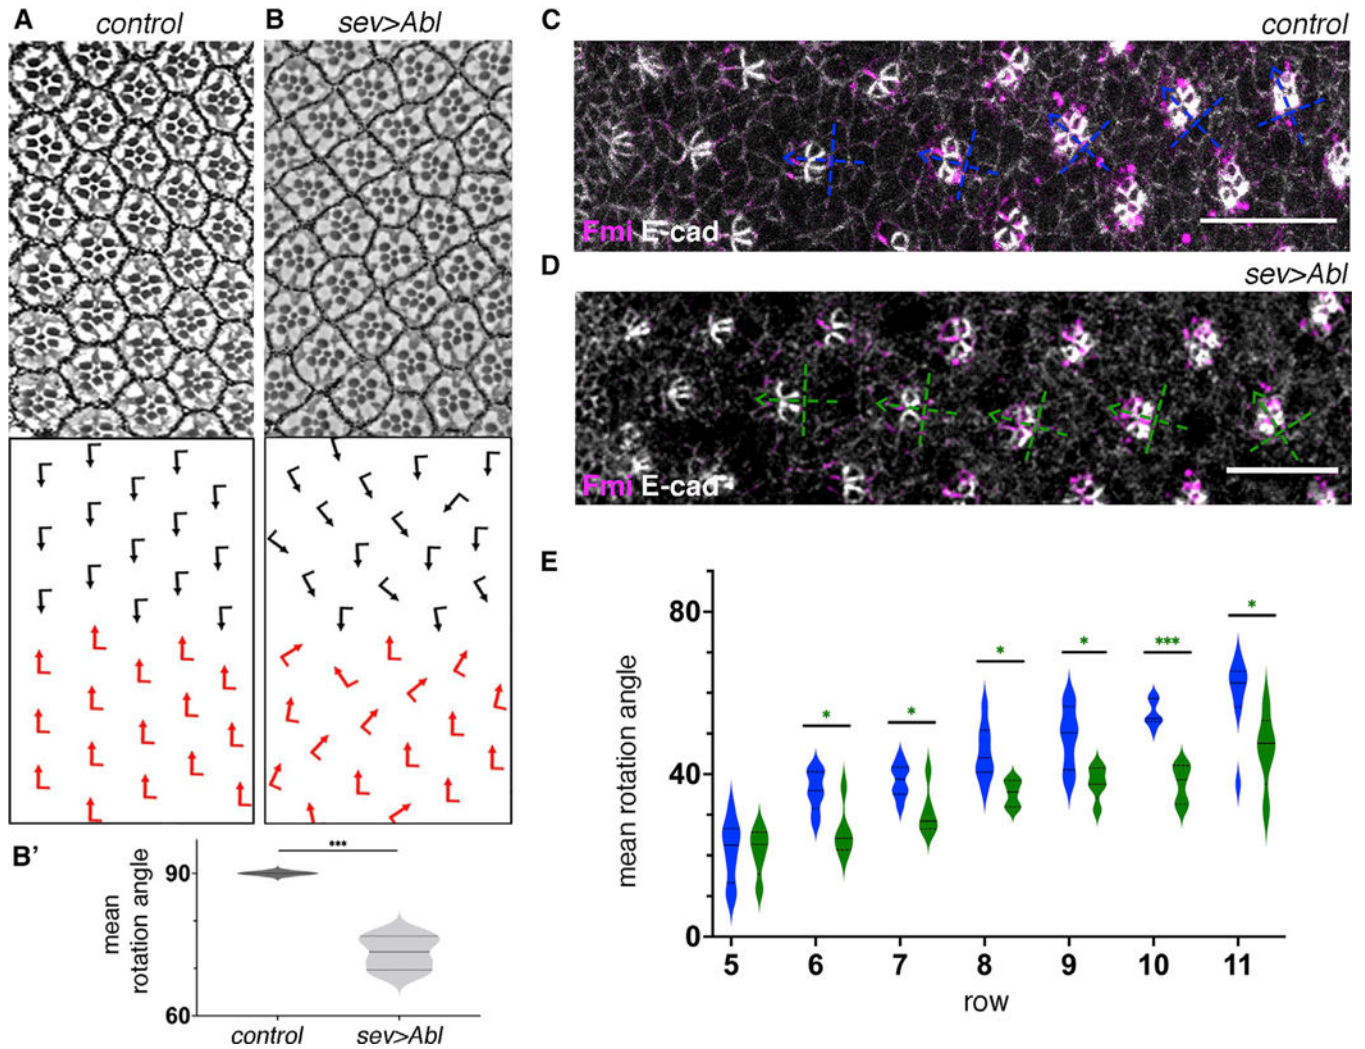 A
control
B
sev>Abl
C
control
Fmi E-cad
D
sev>Abl
Fmi E-cad
B'
mean
rotation angle
90
60
***
control
sev>Abl
E
mean rotation angle
80
40
0
*
*
*
*
***
*
5 6 7 8 9 10 11
row